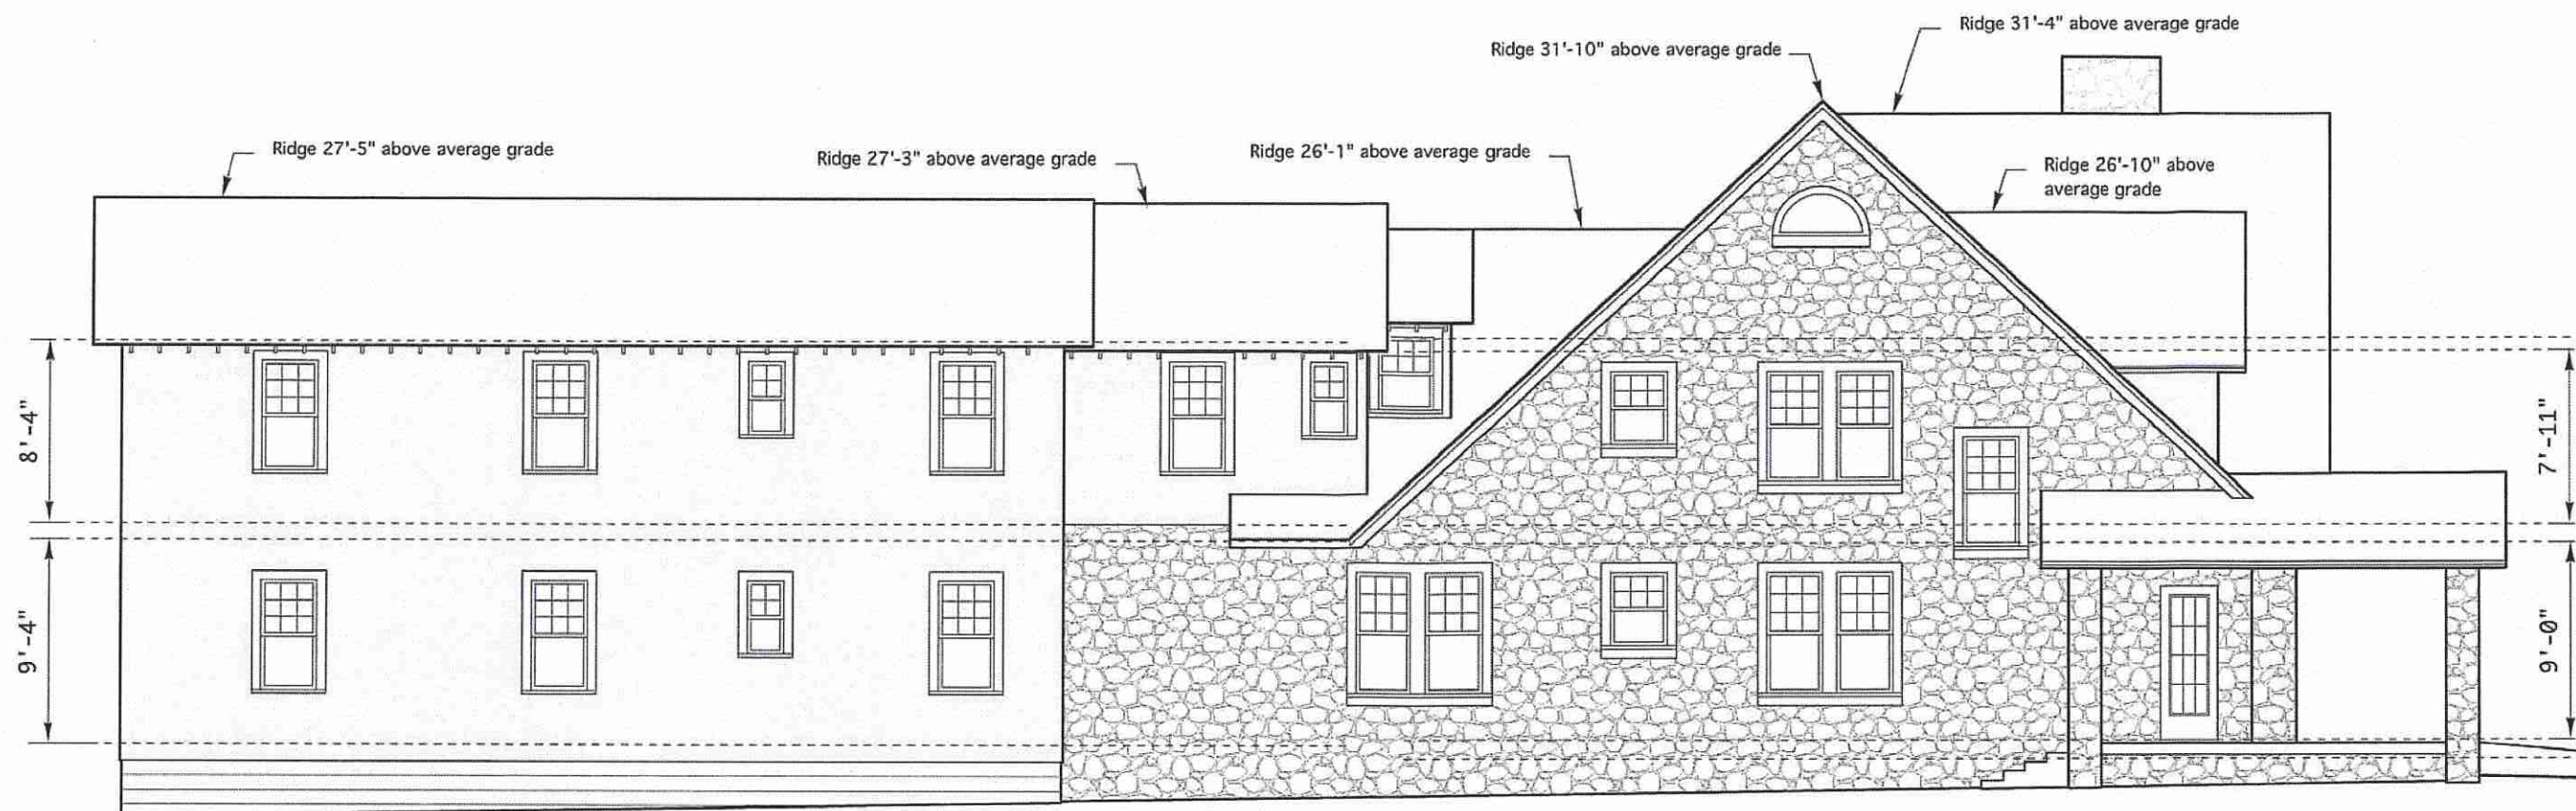 Ridge 31'-4" above average grade
Ridge 31'-10" above average grade
Ridge 27'-5" above average grade
Ridge 27'-3" above average grade
Ridge 26'-1" above average grade
Ridge 26'-10" above
average grade
8'-4"
7'-11"
9'-4"
9'-0"